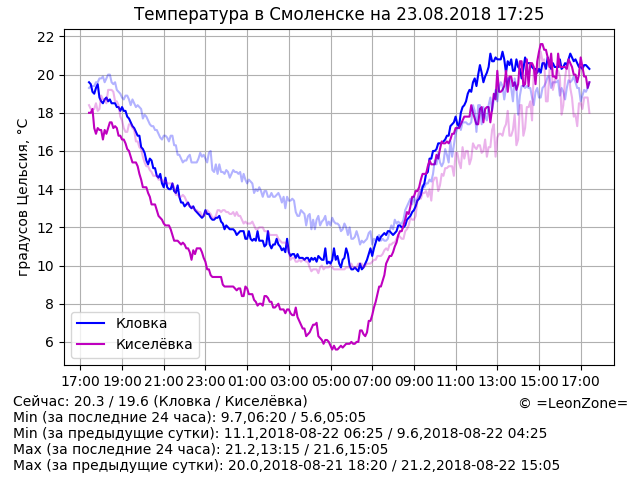 Температура в Смоленске на 23.08.2018 17:25
градусов Цельсия, °C
22
20
18
16
14
12
10
8
6
Кловка
Киселёвка
17:00 19:00 21:00 23:00 01:00 03:00 05:00 07:00 09:00 11:00 13:00 15:00 17:00
Сейчас: 20.3 / 19.6 (Кловка / Киселёвка)
© =LeonZone=
Min (за последние 24 часа): 9.7,06:20 / 5.6,05:05
Min (за предыдущие сутки): 11.1,2018-08-22 06:25 / 9.6,2018-08-22 04:25
Max (за последние 24 часа): 21.2,13:15 / 21.6,15:05
Max (за предыдущие сутки): 20.0,2018-08-21 18:20 / 21.2,2018-08-22 15:05